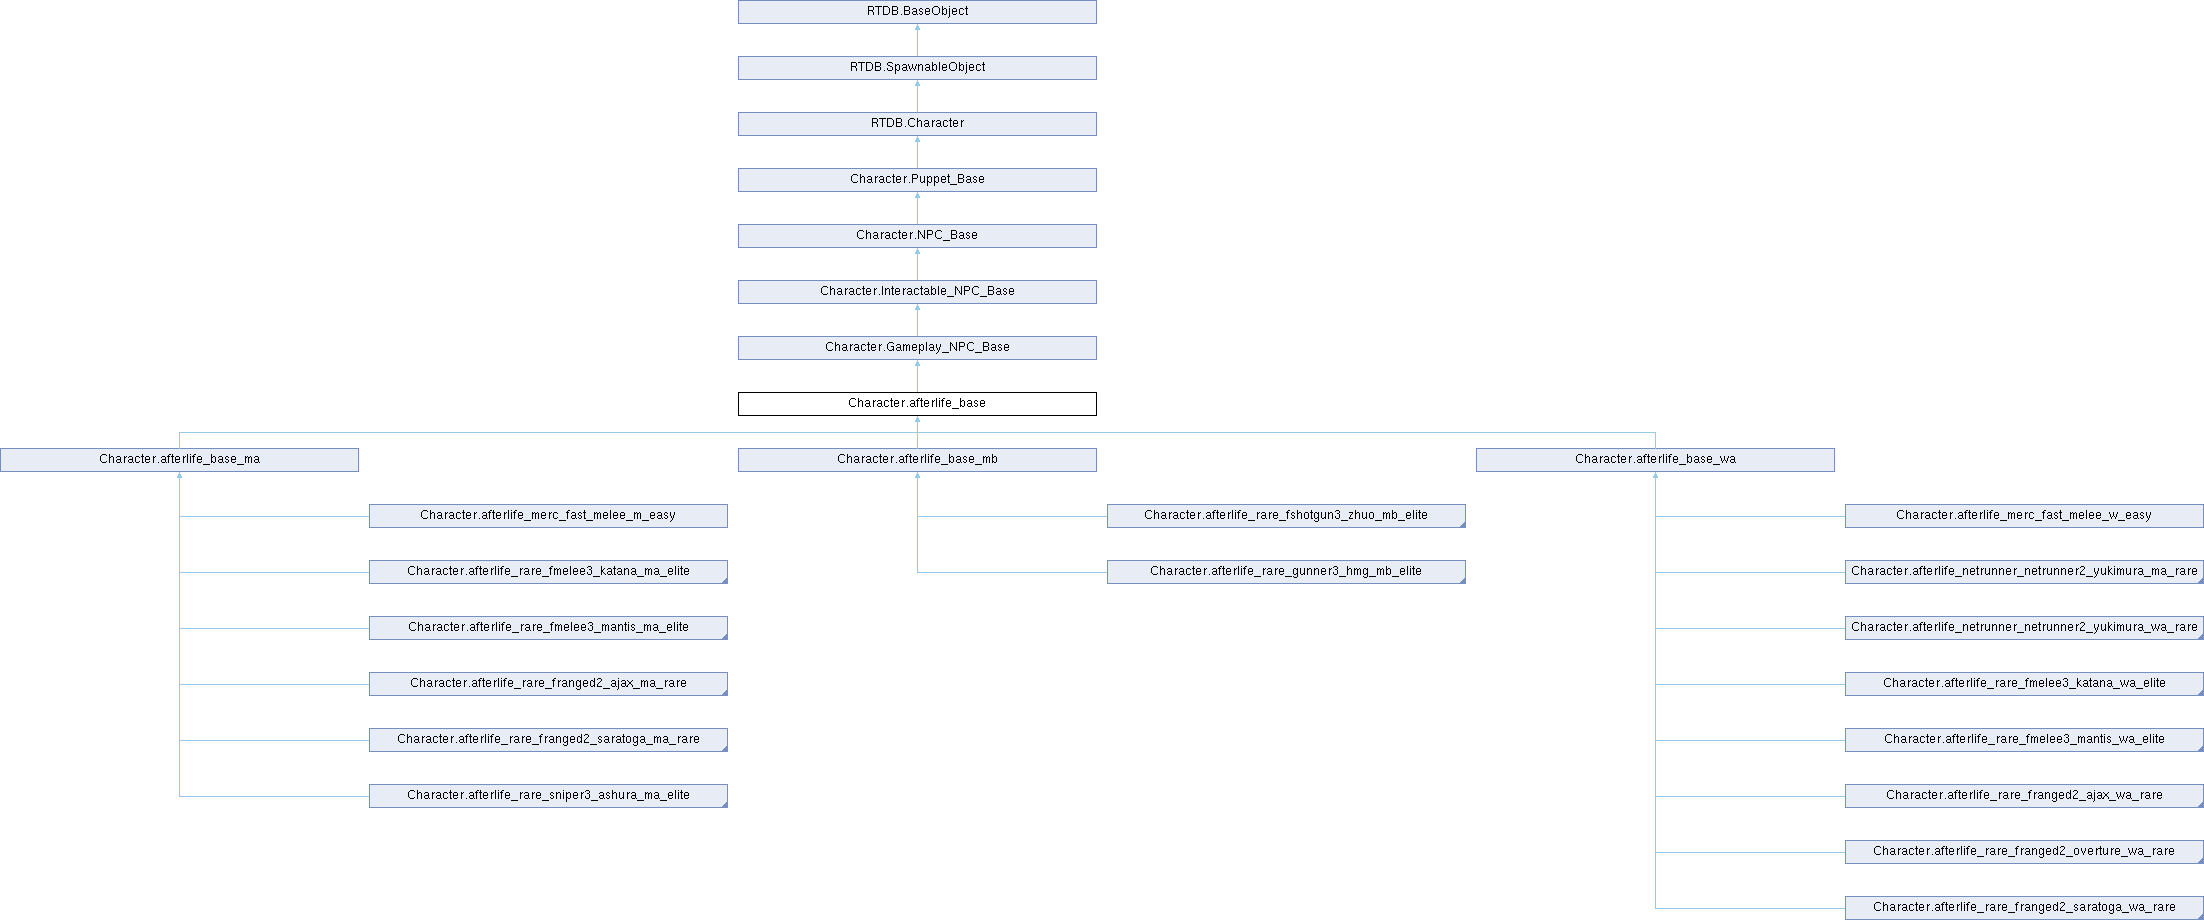 RTDB.BaseObject
RTDB.SpawnableObject
RTDB.Character
Character.Puppet_Base
Character.NPC_Base
Character.Interactable_NPC_Base
Character.Gameplay_NPC_Base
Character.afterlife_base
Character.afterlife_base_ma
Character.afterlife_base_mb
Character.afterlife_base_wa
Character.afterlife_merc_fast_melee_m_easy
Character.afterlife_rare_fshotgun3_zhuo_mb_elite
Character.afterlife_merc_fast_melee_w_easy
Character.afterlife_rare_fmelee3_katana_ma_elite
Character.afterlife_rare_gunner3_hmg_mb_elite
Character.afterlife_netrunner_netrunner2_yukimura_ma_rare
Character.afterlife_rare_fmelee3_mantis_ma_elite
Character.afterlife_netrunner_netrunner2_yukimura_wa_rare
Character.afterlife_rare_franged2_ajax_ma_rare
Character.afterlife_rare_fmelee3_katana_wa_elite
Character.afterlife_rare_franged2_saratoga_ma_rare
Character.afterlife_rare_fmelee3_mantis_wa_elite
Character.afterlife_rare_sniper3_ashura_ma_elite
Character.afterlife_rare_franged2_ajax_wa_rare
Character.afterlife_rare_franged2_overture_wa_rare
Character.afterlife_rare_franged2_saratoga_wa_rare